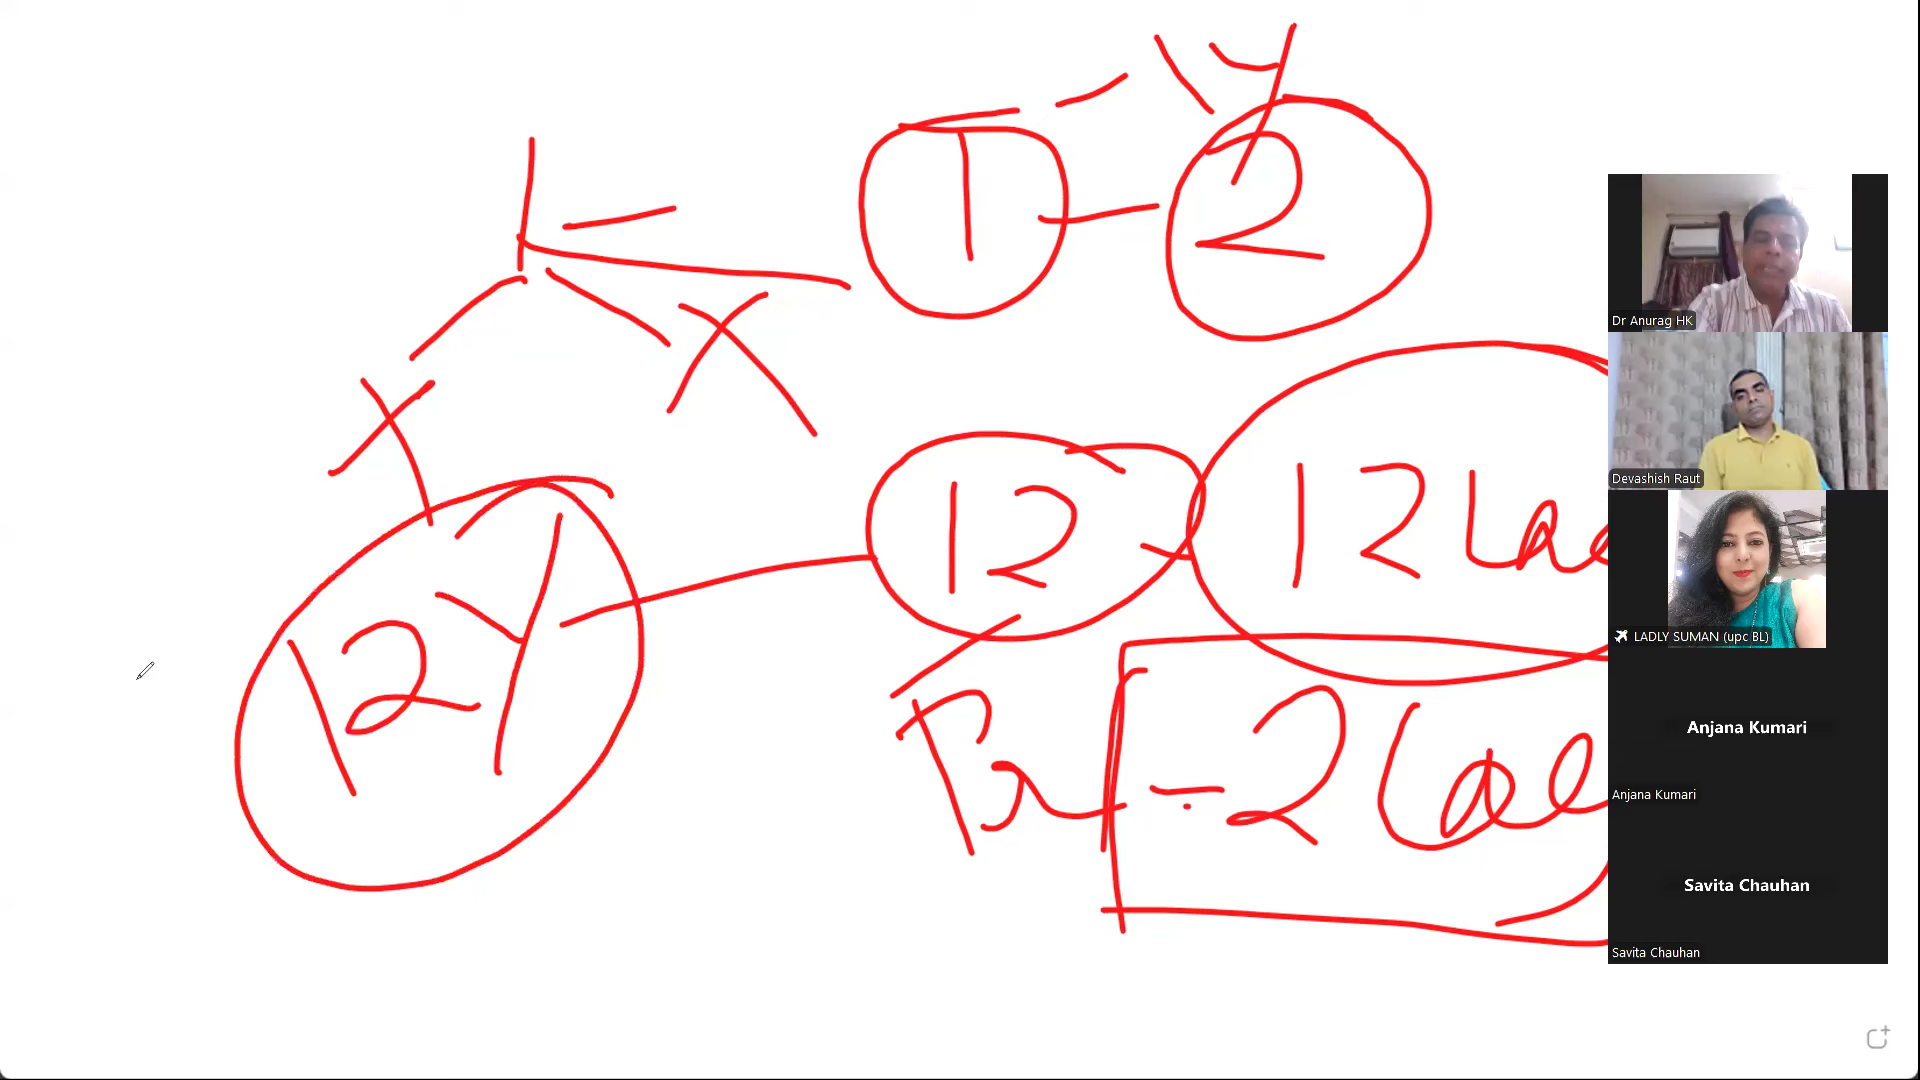 1Y
1 - 2
12Y - 12 12 Lac
- 2 Lac
Dr Anurag HK
Devashish Raut
LADLY SUMAN (upc BL)
Anjana Kumari
Anjana Kumari
Savita Chauhan
Savita Chauhan